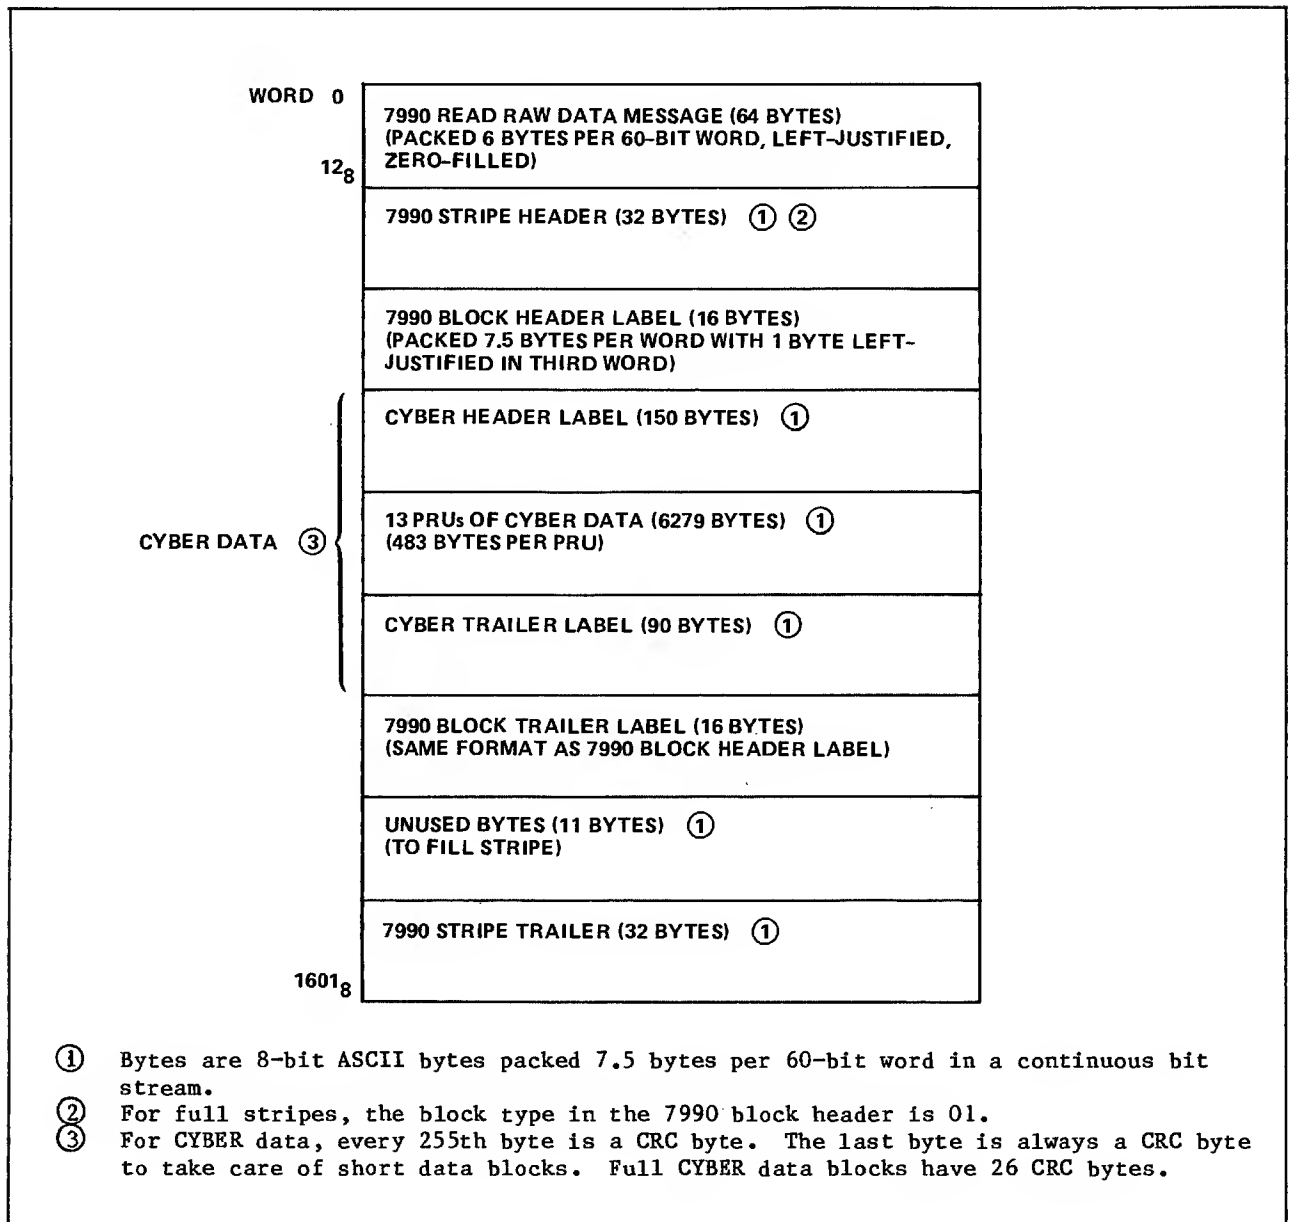 WORD 0
7990 READ RAW DATA MESSAGE (64 BYTES)
(PACKED 6 BYTES PER 60-BIT WORD, LEFT-JUSTIFIED,
ZERO-FILLED)
12₈
7990 STRIPE HEADER (32 BYTES) ① ②
7990 BLOCK HEADER LABEL (16 BYTES)
(PACKED 7.5 BYTES PER WORD WITH 1 BYTE LEFT-
JUSTIFIED IN THIRD WORD)
CYBER HEADER LABEL (150 BYTES) ①
CYBER DATA ③
13 PRUs OF CYBER DATA (6279 BYTES) ①
(483 BYTES PER PRU)
CYBER TRAILER LABEL (90 BYTES) ①
7990 BLOCK TRAILER LABEL (16 BYTES)
(SAME FORMAT AS 7990 BLOCK HEADER LABEL)
UNUSED BYTES (11 BYTES) ①
(TO FILL STRIPE)
7990 STRIPE TRAILER (32 BYTES) ①
1601₈
① Bytes are 8-bit ASCII bytes packed 7.5 bytes per 60-bit word in a continuous bit
stream.
② For full stripes, the block type in the 7990 block header is 01.
③ For CYBER data, every 255th byte is a CRC byte. The last byte is always a CRC byte
to take care of short data blocks. Full CYBER data blocks have 26 CRC bytes.